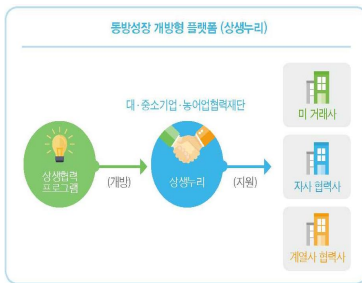 동방성장 개방형 플랫폼 (상생누리)
대·중소기업·농어업협력재단
미 거래사
상생협력
프로그램
(개방)
상생누리
(지원)
자사 협력사
계열사 협력사